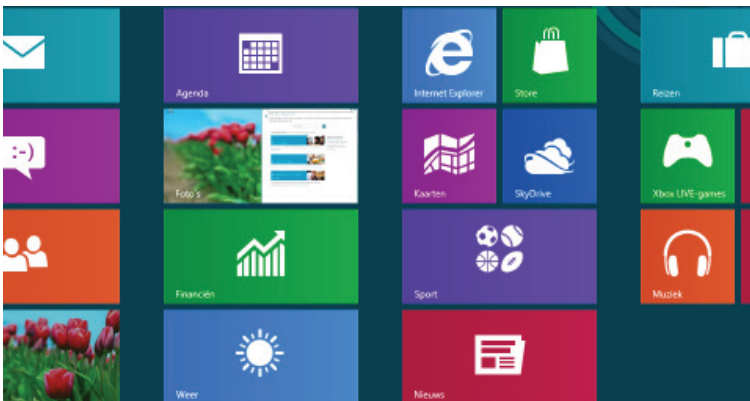 Agenda
Internet Explorer
Store
Reizen
:-)
Foto's
Kaarten
SkyDrive
Xbox LIVE-games
Financiën
Sport
Muziek
Weer
Nieuws